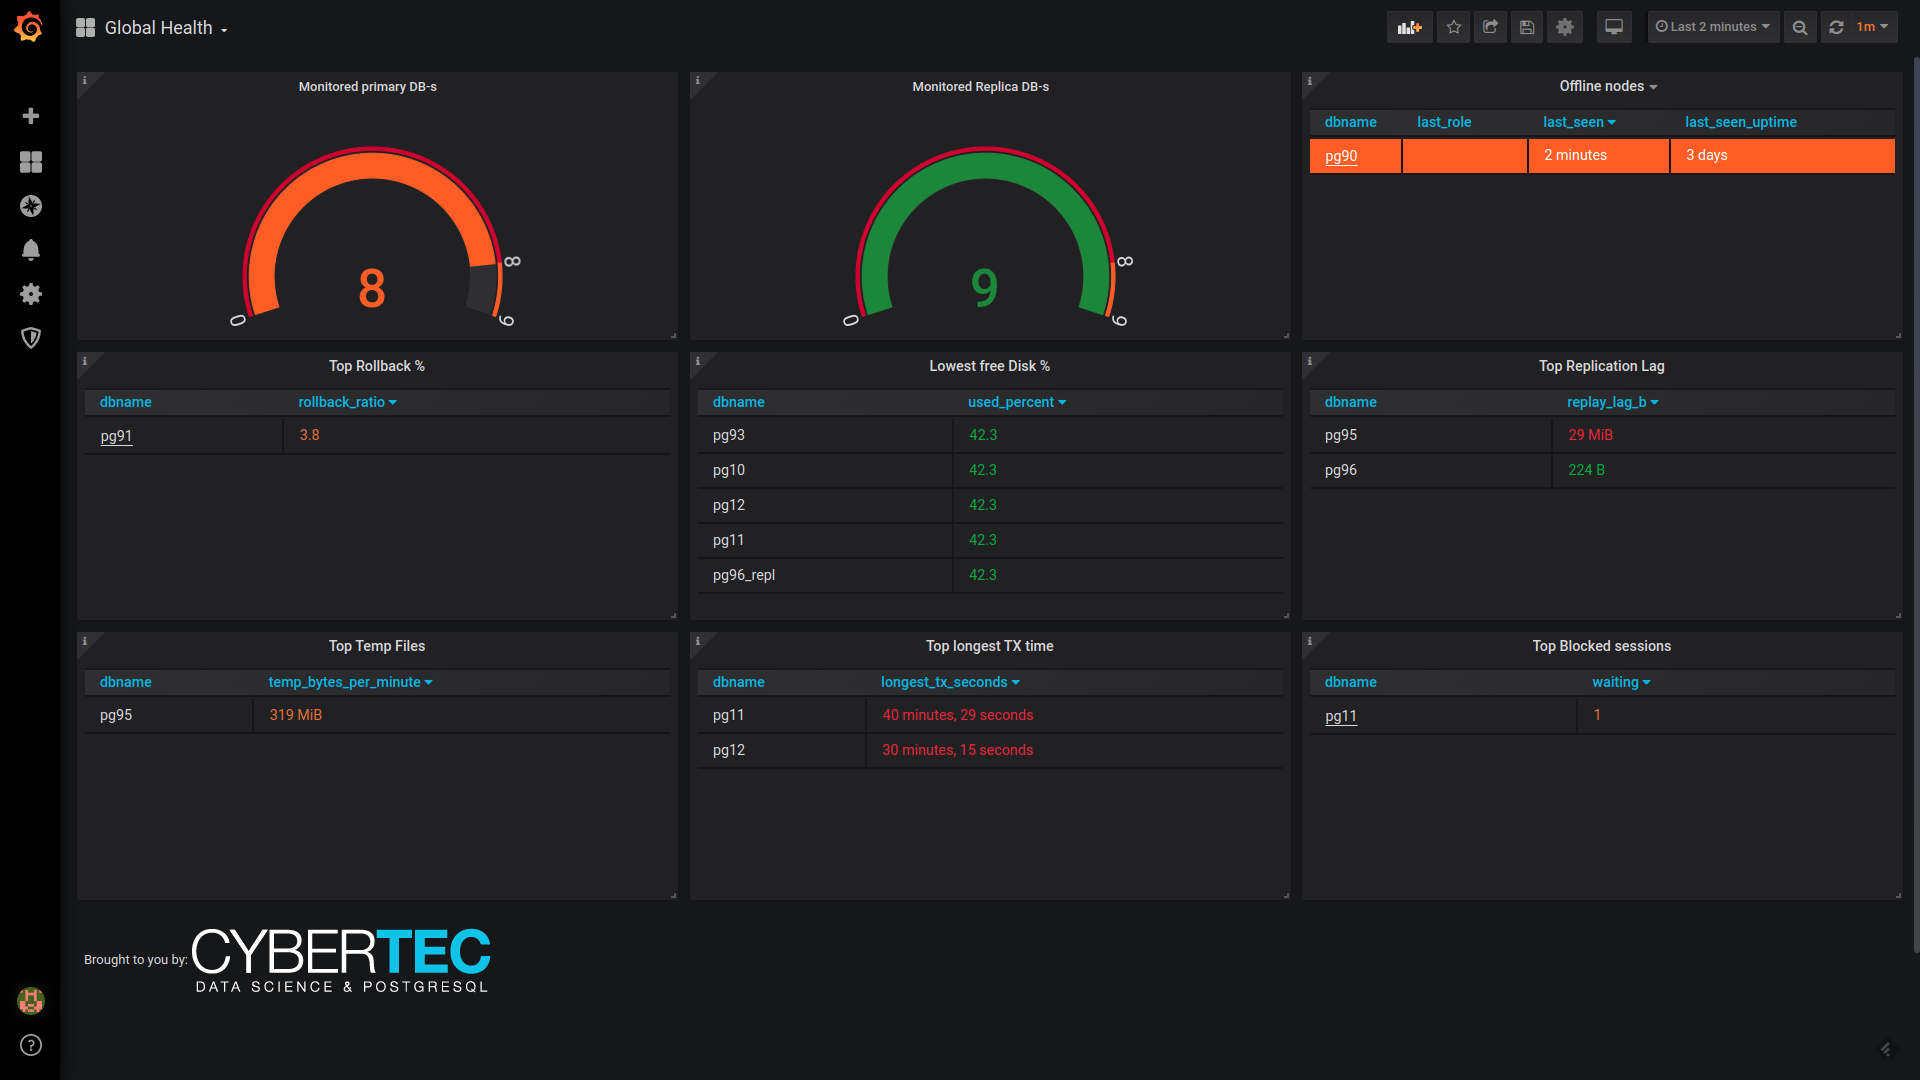 Global Health
Last 2 minutes
1m
Monitored primary DB-s
8
0
8
9
Monitored Replica DB-s
9
0
8
9
Offline nodes
dbname last_role last_seen last_seen_uptime
pg90 2 minutes 3 days
Top Rollback %
dbname rollback_ratio
pg91 3.8
Lowest free Disk %
dbname used_percent
pg93 42.3
pg10 42.3
pg12 42.3
pg11 42.3
pg96_repl 42.3
Top Replication Lag
dbname replay_lag_b
pg95 29 MiB
pg96 224 B
Top Temp Files
dbname temp_bytes_per_minute
pg95 319 MiB
Top longest TX time
dbname longest_tx_seconds
pg11 40 minutes, 29 seconds
pg12 30 minutes, 15 seconds
Top Blocked sessions
dbname waiting
pg11 1
Brought to you by: CYBERTEC
DATA SCIENCE & POSTGRESQL